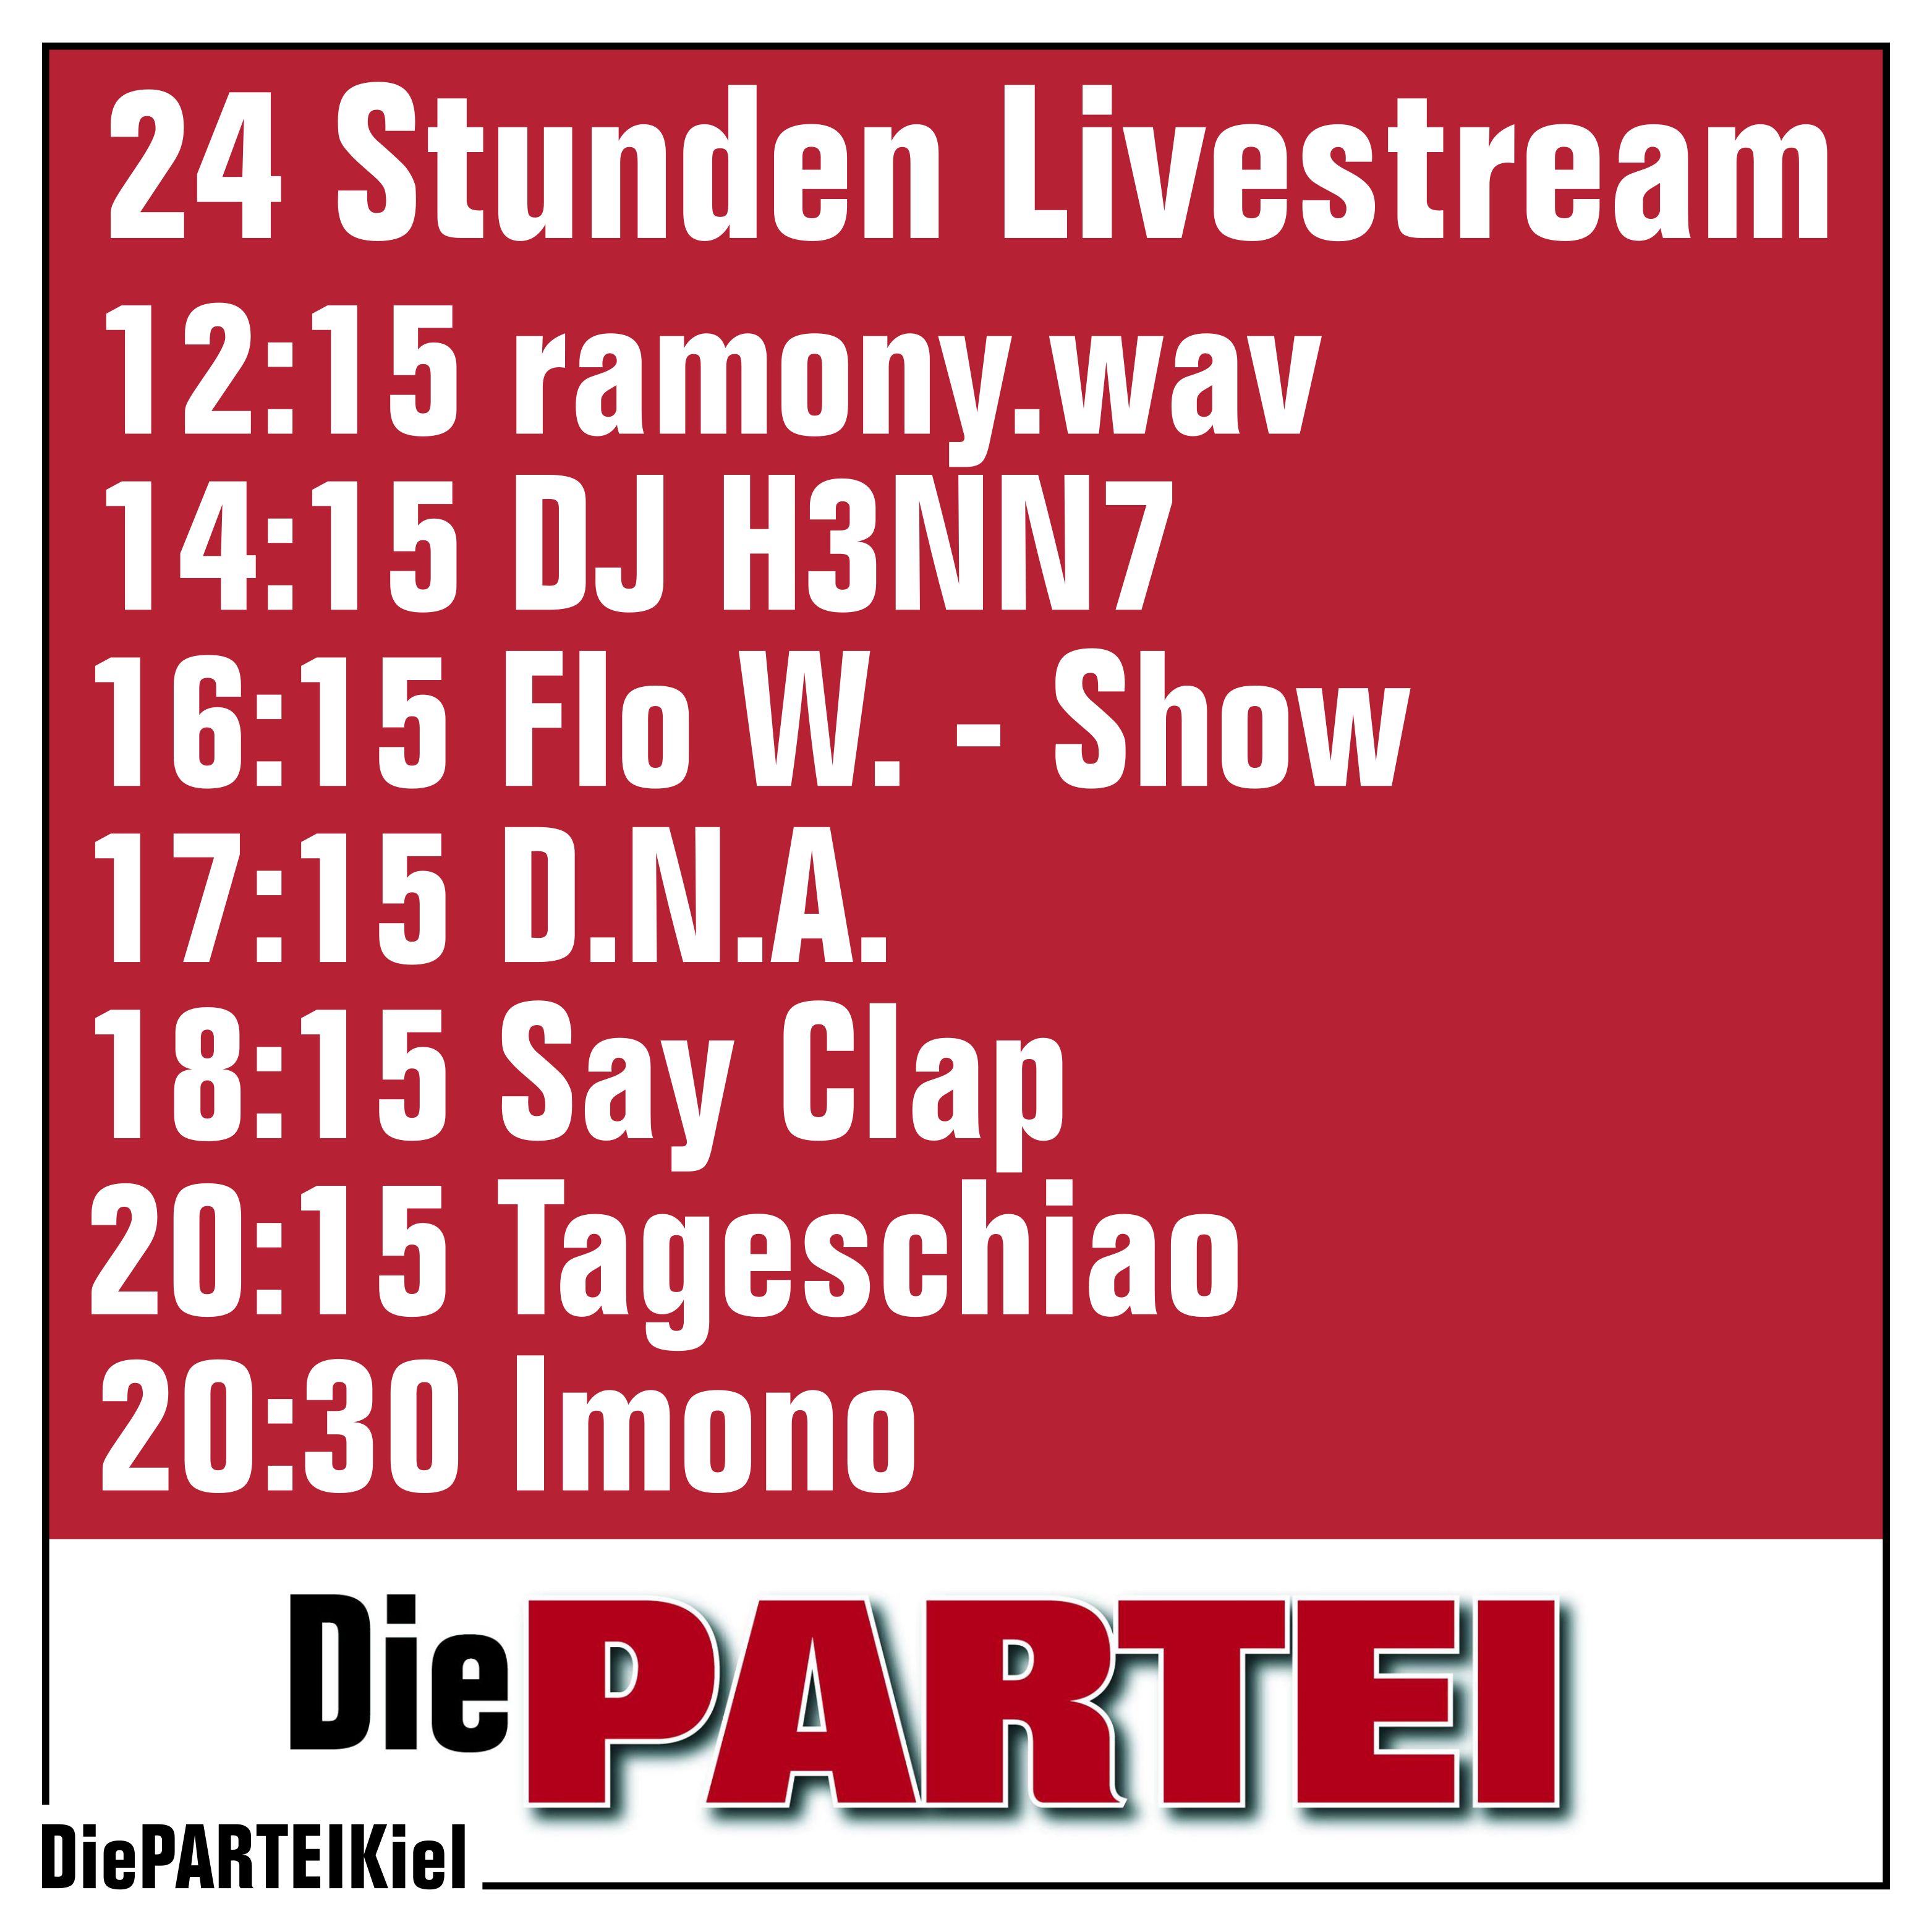 24 Stunden Livestream
12:15 ramony.wav
14:15 DJ H3NN7
16:15 Flo W. - Show
17:15 D.N.A.
18:15 Say Clap
20:15 Tageschiao
20:30 Imono
Die PARTEI
DiePARTEIKiel